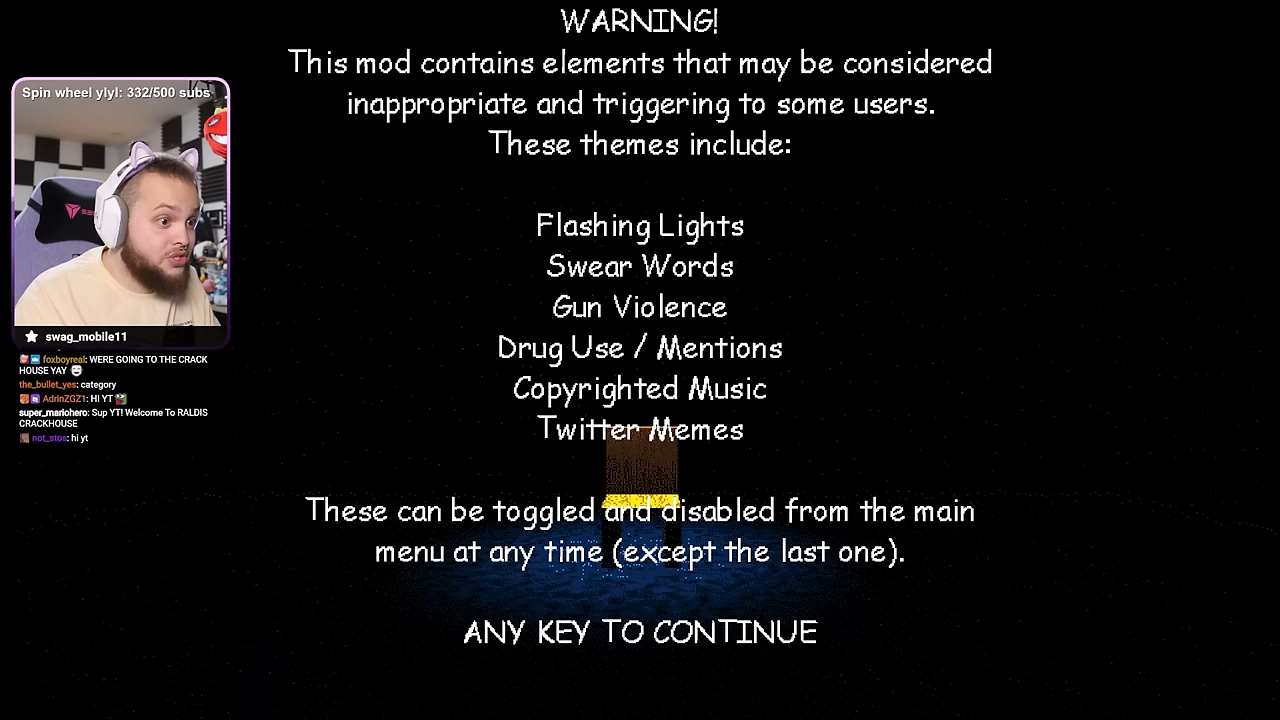 WARNING!
This mod contains elements that may be considered
inappropriate and triggering to some users.
These themes include:
Flashing Lights
Swear Words
Gun Violence
Drug Use / Mentions
Copyrighted Music
Twitter Memes
These can be toggled and disabled from the main
menu at any time (except the last one).
ANY KEY TO CONTINUE
Spin wheel ylyl: 332/500 subs
swag_mobile11
foxboyreal: WERE GOING TO THE CRACK
HOUSE YAY
the_bullet_yes: category
AdrinZGZ1: HI YT
super_mariohero: Sup YT! Welcome To RALDIS
CRACKHOUSE
not_stos: hi yt